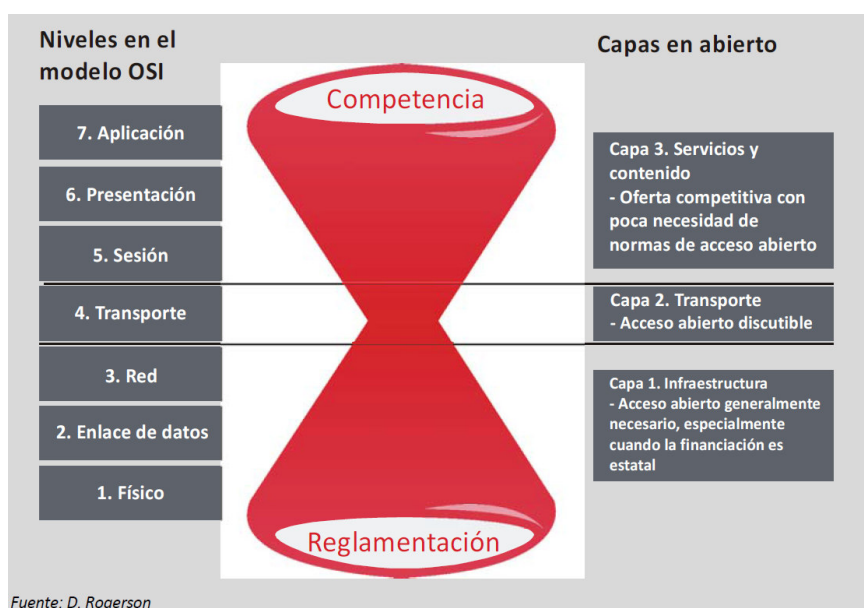 Niveles en el
modelo OSI
7. Aplicación
6. Presentación
5. Sesión
4. Transporte
3. Red
2. Enlace de datos
1. Físico
Competencia
Reglamentación
Capas en abierto
Capa 3. Servicios y
contenido
- Oferta competitiva con
poca necesidad de
normas de acceso abierto
Capa 2. Transporte
- Acceso abierto discutible
Capa 1. Infraestructura
- Acceso abierto generalmente
necesario, especialmente
cuando la financiación es
estatal
Fuente: D. Rogerson